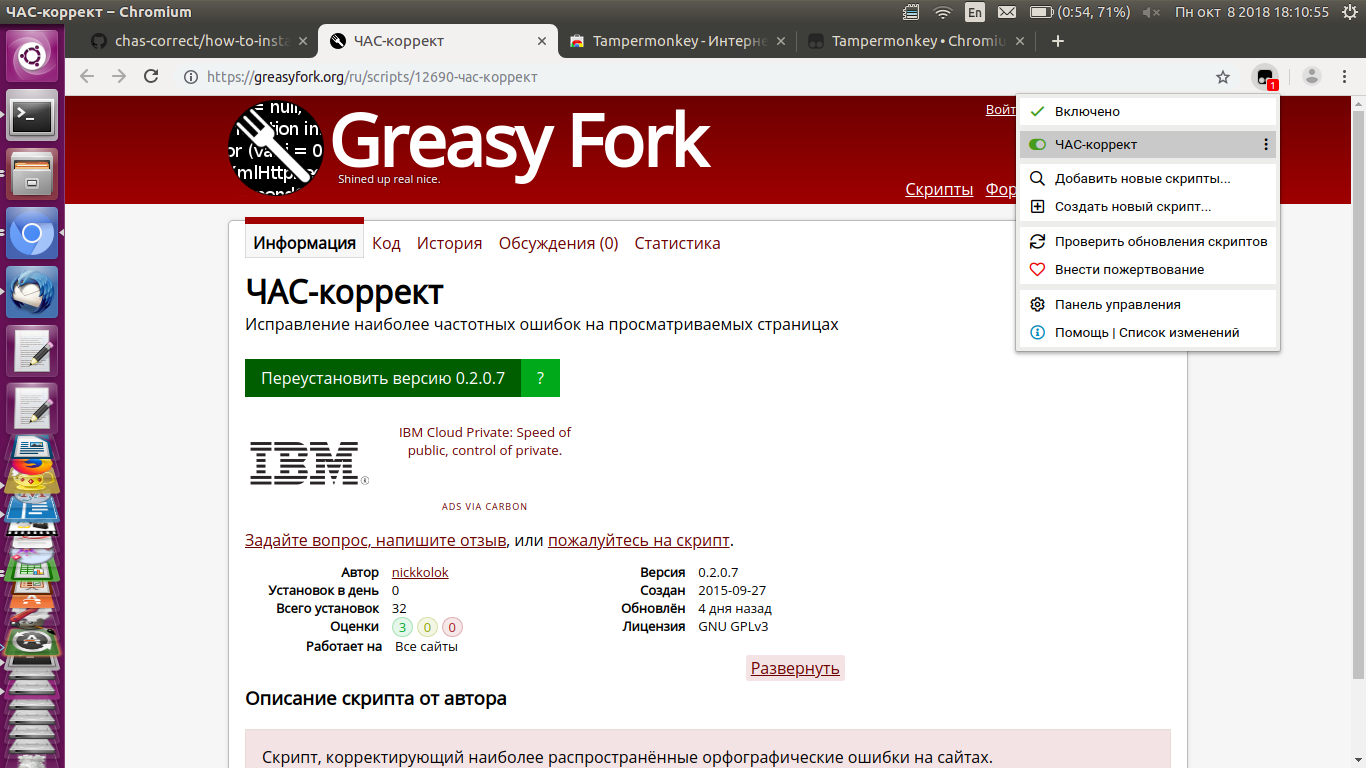 ЧАС-коррект – Chromium
En
(0:54, 71%)
Пн окт 8 2018 18:10:55
chas-correct/how-to-insta
ЧАС-коррект
Tampermonkey - Интерне
Tampermonkey • Chromiu
https://greasyfork.org/ru/scripts/12690-час-коррект
1
= null,
Greasy Fork
Shined up real nice.
Войт
Скрипты
Фор
Включено
ЧАС-коррект
Добавить новые скрипты...
Создать новый скрипт...
Проверить обновления скриптов
Внести пожертвование
Панель управления
Помощь | Список изменений
Информация
Код
История
Обсуждения (0)
Статистика
ЧАС-коррект
Исправление наиболее частотных ошибок на просматриваемых страницах
Переустановить версию 0.2.0.7
?
IBM
IBM Cloud Private: Speed of
public, control of private.
ADS VIA CARBON
Задайте вопрос, напишите отзыв, или пожалуйтесь на скрипт.
Автор nickkolok
Установок в день 0
Всего установок 32
Оценки 3 0 0
Работает на Все сайты
Версия 0.2.0.7
Создан 2015-09-27
Обновлён 4 дня назад
Лицензия GNU GPLv3
Развернуть
Описание скрипта от автора
Скрипт, корректирующий наиболее распространённые орфографические ошибки на сайтах.